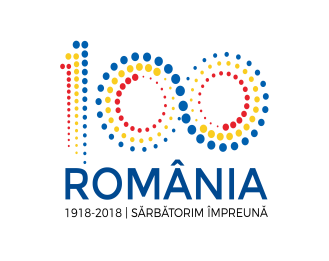 100
ROMÂNIA
1918-2018 | SĂRBĂTORIM ÎMPREUNĂ